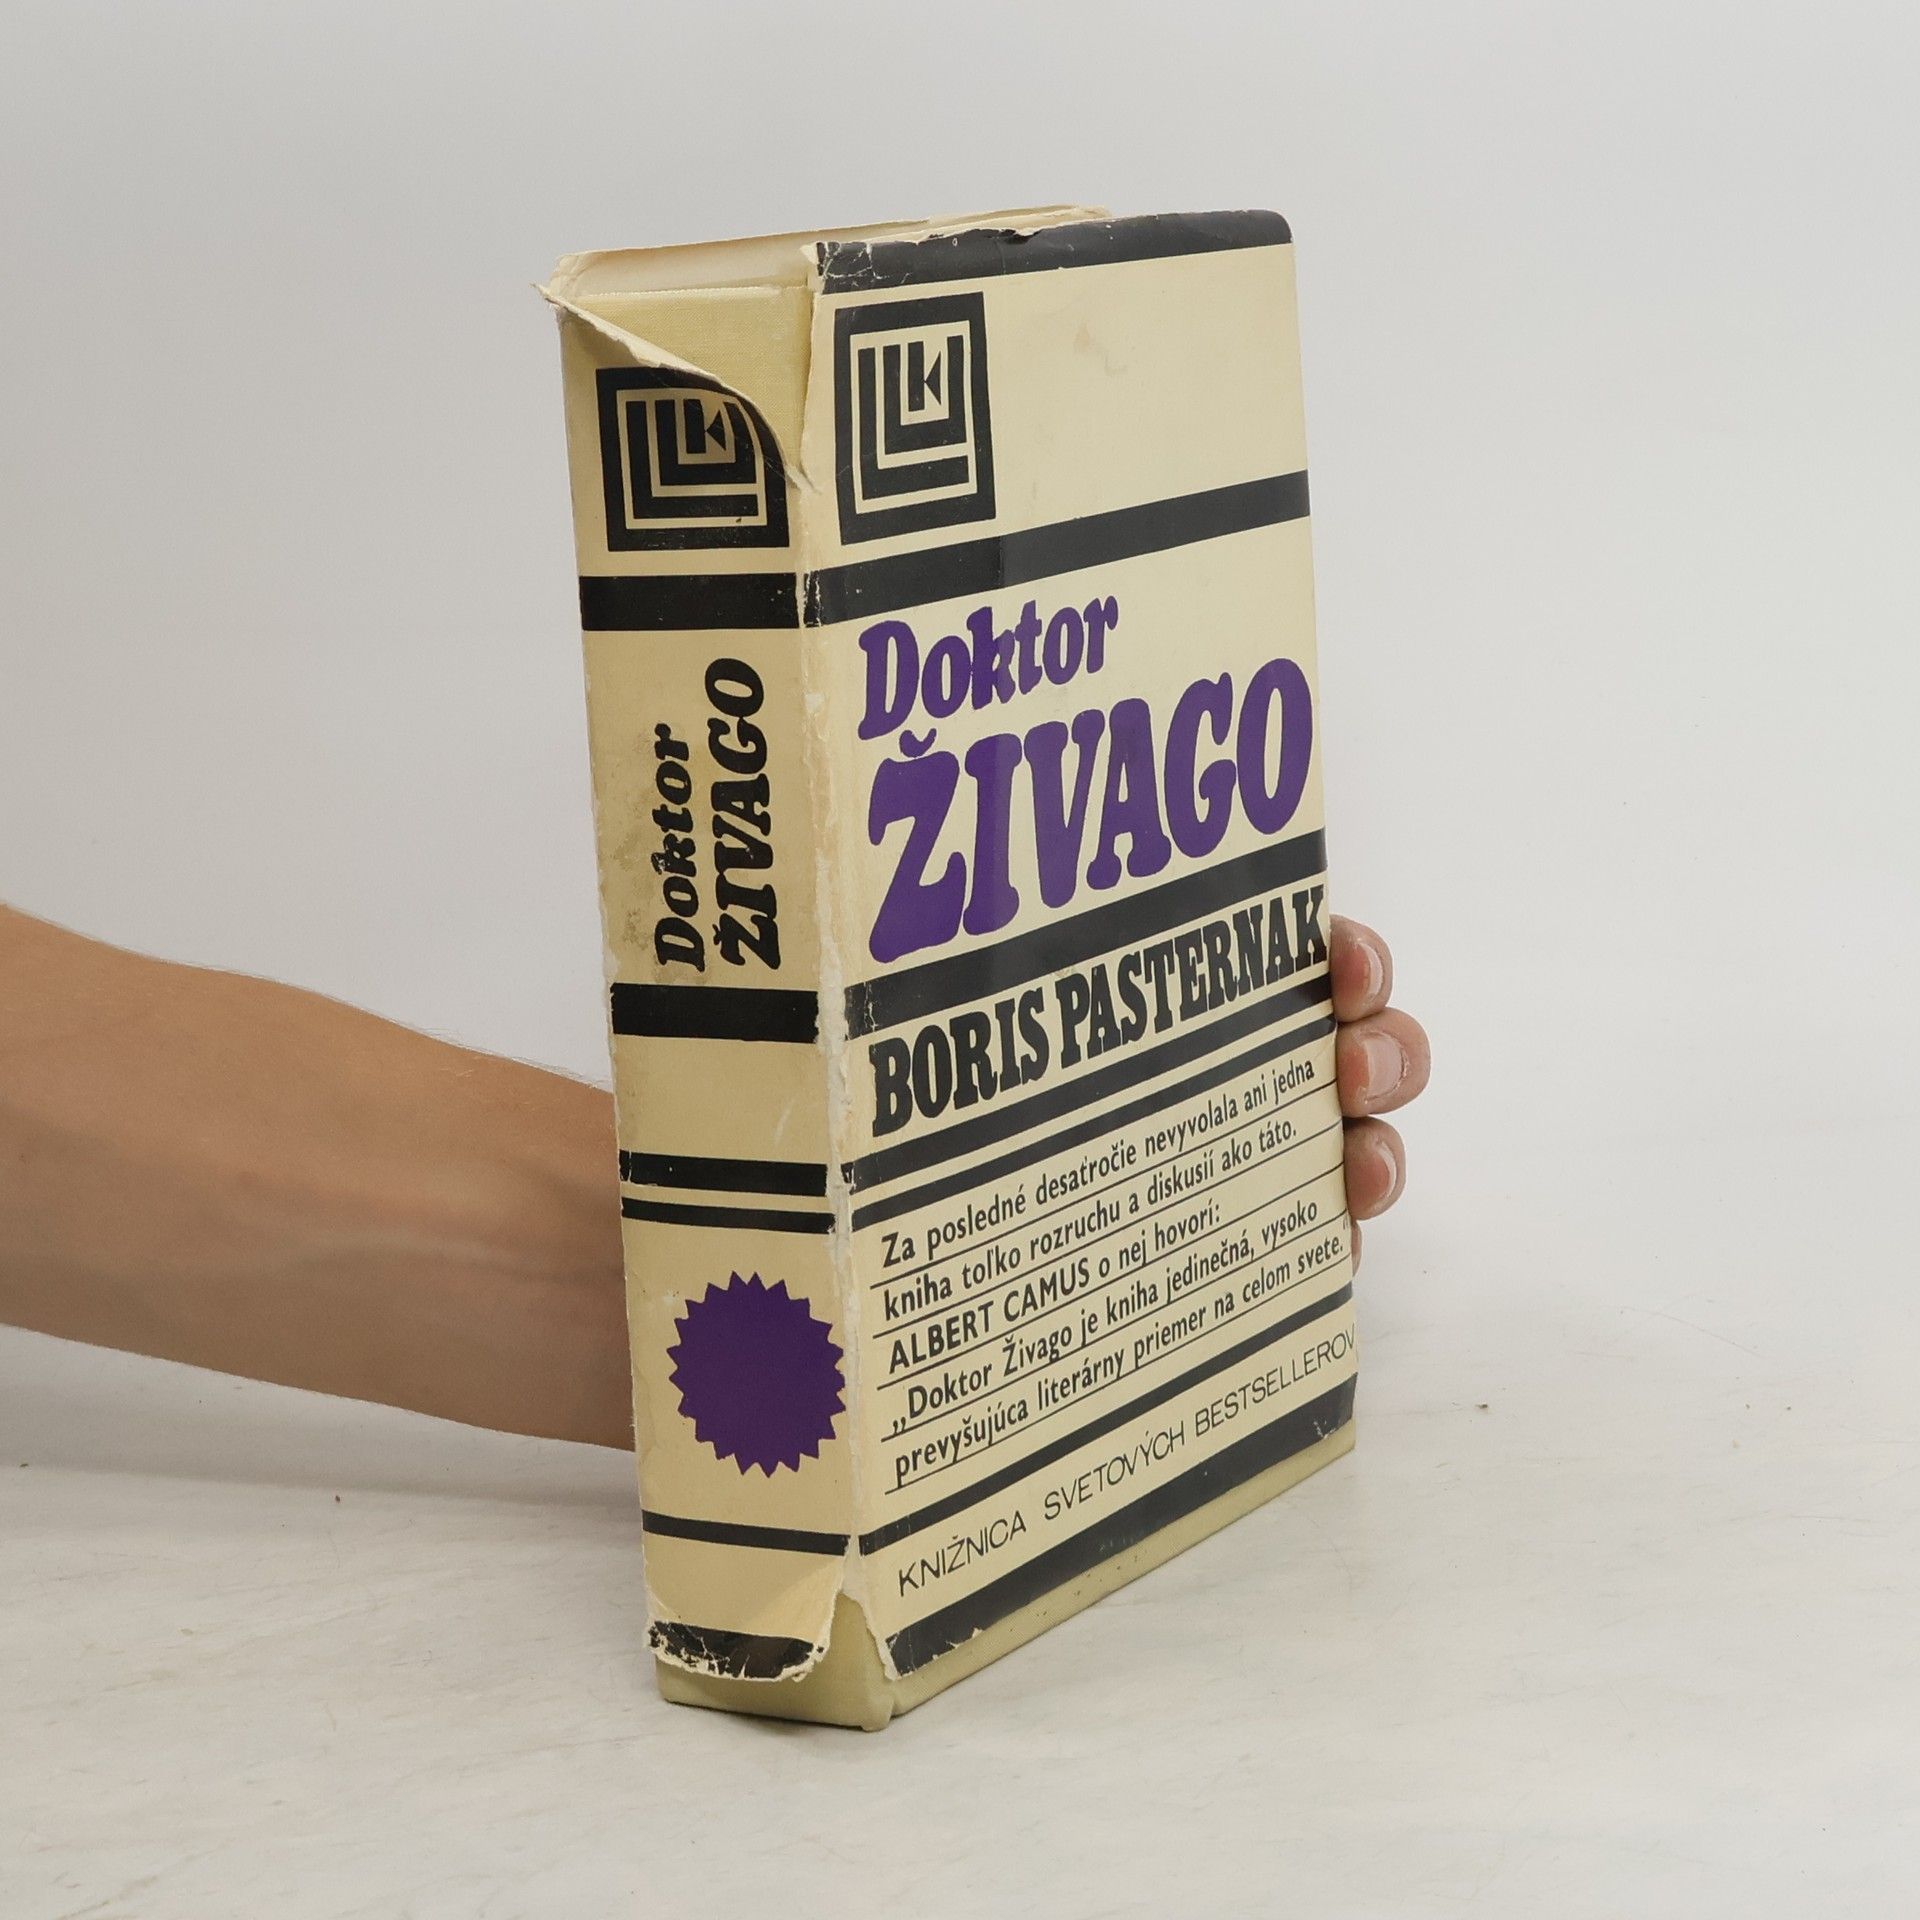 Doktor
ŽIVAGO
Doktor
ŽIVAGO
BORIS PASTERNAK
Za posledné desaťročie nevyvolala ani jedna
kniha toľko rozruchu a diskusií ako táto.
ALBERT CAMUS o nej hovorí:
„Doktor Živago je kniha jedinečná, vysoko
prevyšujúca literárny priemer na celom svete.“
KNIŽNICA SVETOVÝCH BESTSELLEROV